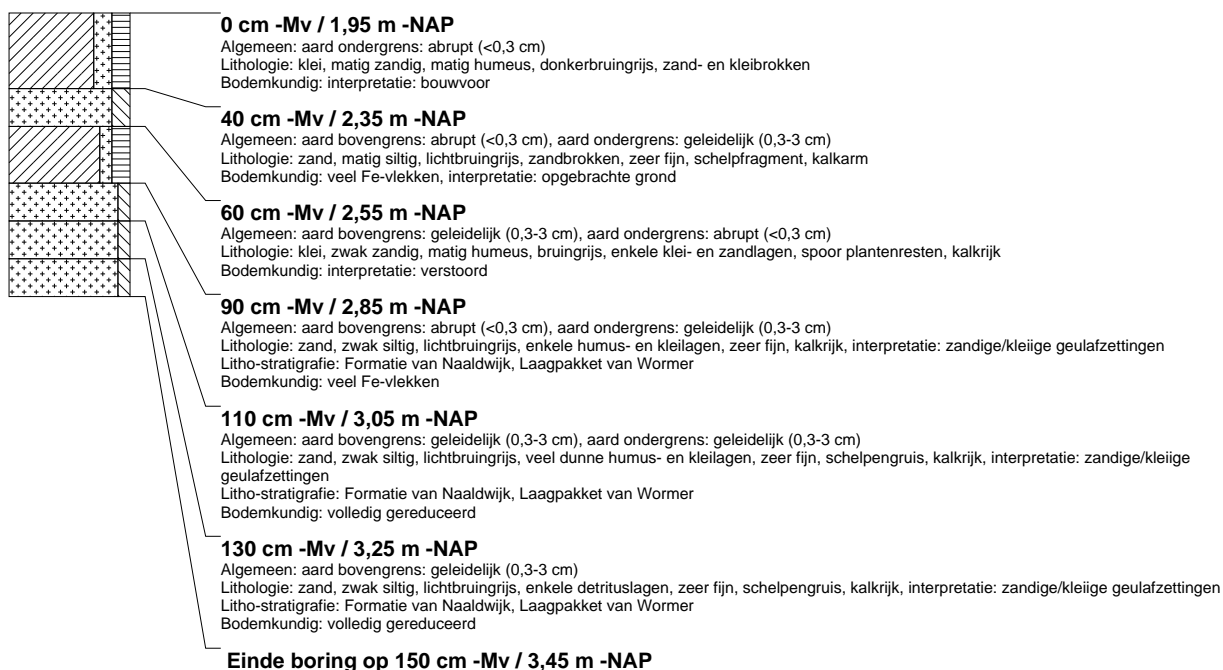 0 cm -Mv / 1,95 m -NAP
Algemeen: aard ondergrens: abrupt (<0,3 cm)
Lithologie: klei, matig zandig, matig humeus, donkerbruingrijs, zand- en kleibrokken
Bodemkundig: interpretatie: bouwvoor
40 cm -Mv / 2,35 m -NAP
Algemeen: aard bovengrens: abrupt (<0,3 cm), aard ondergrens: geleidelijk (0,3-3 cm)
Lithologie: zand, matig siltig, lichtbruingrijs, zandbrokken, zeer fijn, schelpfragment, kalkarm
Bodemkundig: veel Fe-vlekken, interpretatie: opgebrachte grond
60 cm -Mv / 2,55 m -NAP
Algemeen: aard bovengrens: geleidelijk (0,3-3 cm), aard ondergrens: abrupt (<0,3 cm)
Lithologie: klei, zwak zandig, matig humeus, bruingrijs, enkele klei- en zandlagen, spoor plantenresten, kalkrijk
Bodemkundig: interpretatie: verstoord
90 cm -Mv / 2,85 m -NAP
Algemeen: aard bovengrens: abrupt (<0,3 cm), aard ondergrens: geleidelijk (0,3-3 cm)
Lithologie: zand, zwak siltig, lichtbruingrijs, enkele humus- en kleilagen, zeer fijn, kalkrijk, interpretatie: zandige/kleiige geulafzettingen
Litho-stratigrafie: Formatie van Naaldwijk, Laagpakket van Wormer
Bodemkundig: veel Fe-vlekken
110 cm -Mv / 3,05 m -NAP
Algemeen: aard bovengrens: geleidelijk (0,3-3 cm), aard ondergrens: geleidelijk (0,3-3 cm)
Lithologie: zand, zwak siltig, lichtbruingrijs, veel dunne humus- en kleilagen, zeer fijn, schelpengruis, kalkrijk, interpretatie: zandige/kleiige
geulafzettingen
Litho-stratigrafie: Formatie van Naaldwijk, Laagpakket van Wormer
Bodemkundig: volledig gereduceerd
130 cm -Mv / 3,25 m -NAP
Algemeen: aard bovengrens: geleidelijk (0,3-3 cm)
Lithologie: zand, zwak siltig, lichtbruingrijs, enkele detrituslagen, zeer fijn, schelpengruis, kalkrijk, interpretatie: zandige/kleiige geulafzettingen
Litho-stratigrafie: Formatie van Naaldwijk, Laagpakket van Wormer
Bodemkundig: volledig gereduceerd
Einde boring op 150 cm -Mv / 3,45 m -NAP